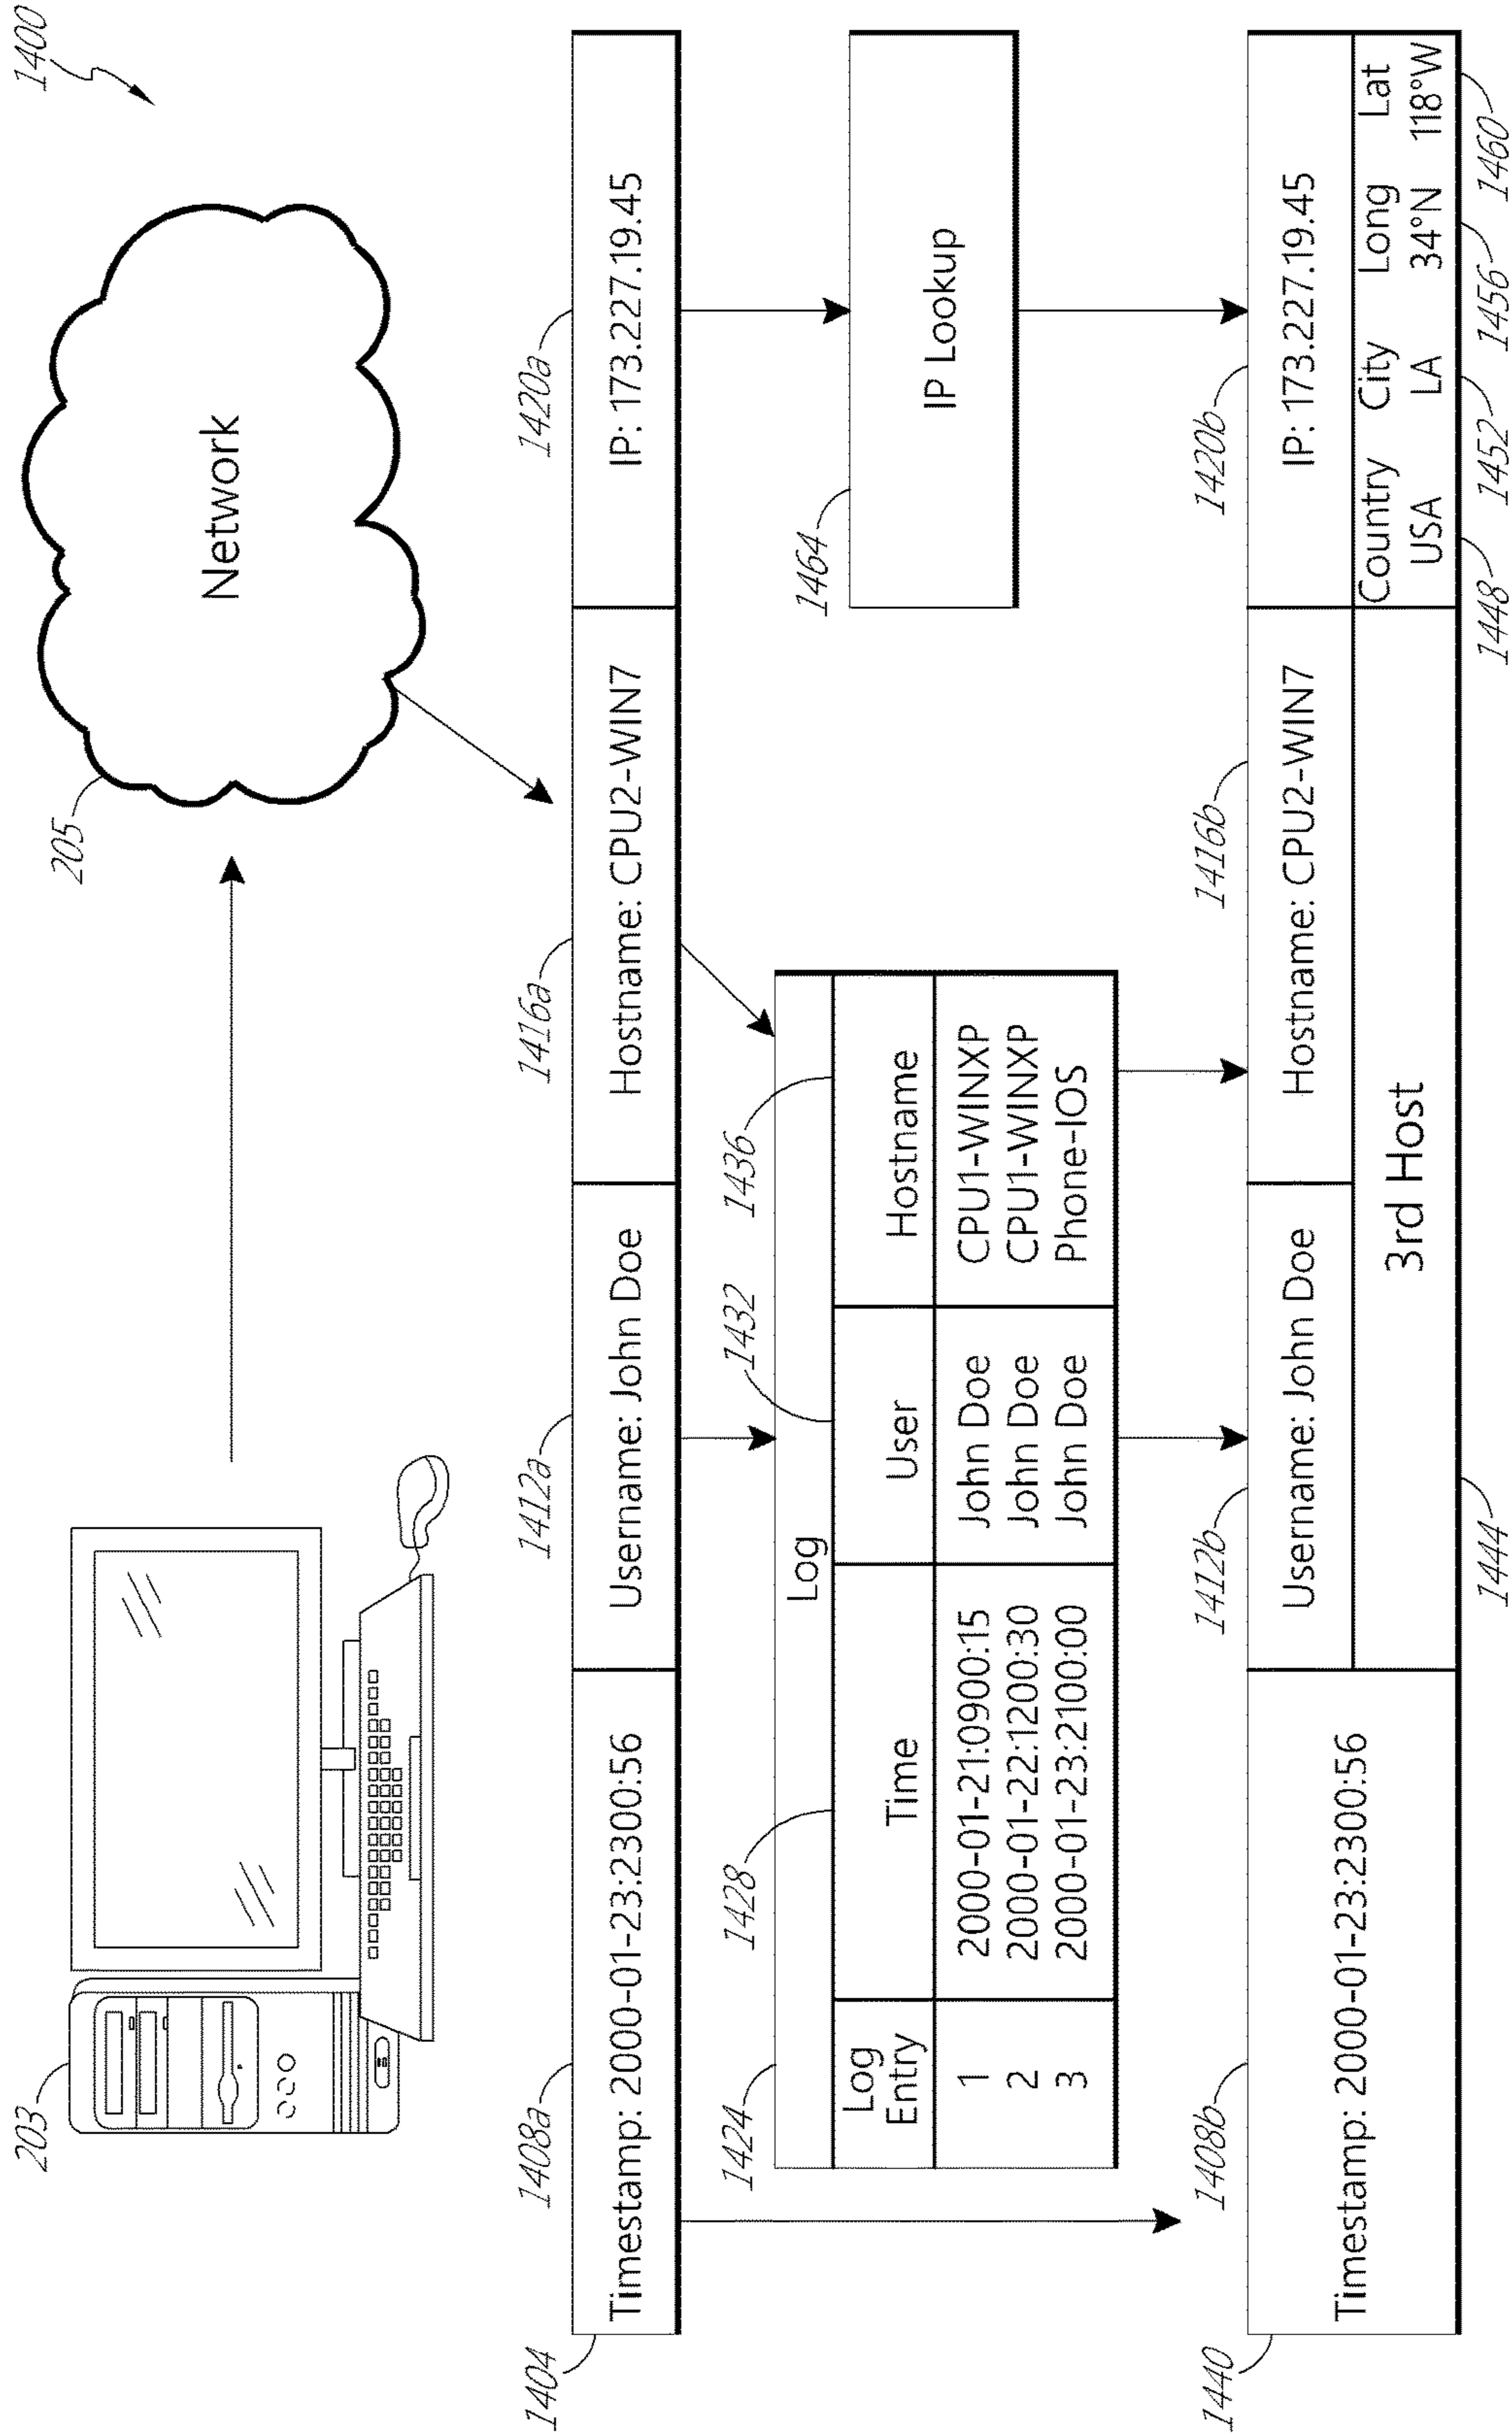 1400
203
205
Network
1404
1408a
1412a
1416a
1420a
Timestamp: 2000-01-23:2300:56
Username: John Doe
Hostname: CPU2-WIN7
IP: 173.227.19.45
1424
1428
1432
1436
1464
Log
Log
Entry
Time
User
Hostname
1 2000-01-21:0900:15 John Doe CPU1-WINXP
2 2000-01-22:1200:30 John Doe CPU1-WINXP
3 2000-01-23:2100:00 John Doe Phone-IOS
IP Lookup
1440
1408b
1412b
1416b
1420b
Timestamp: 2000-01-23:2300:56
Username: John Doe
Hostname: CPU2-WIN7
IP: 173.227.19.45
3rd Host
Country City Long Lat
USA LA 34°N 118°W
1444
1448
1452
1456
1460